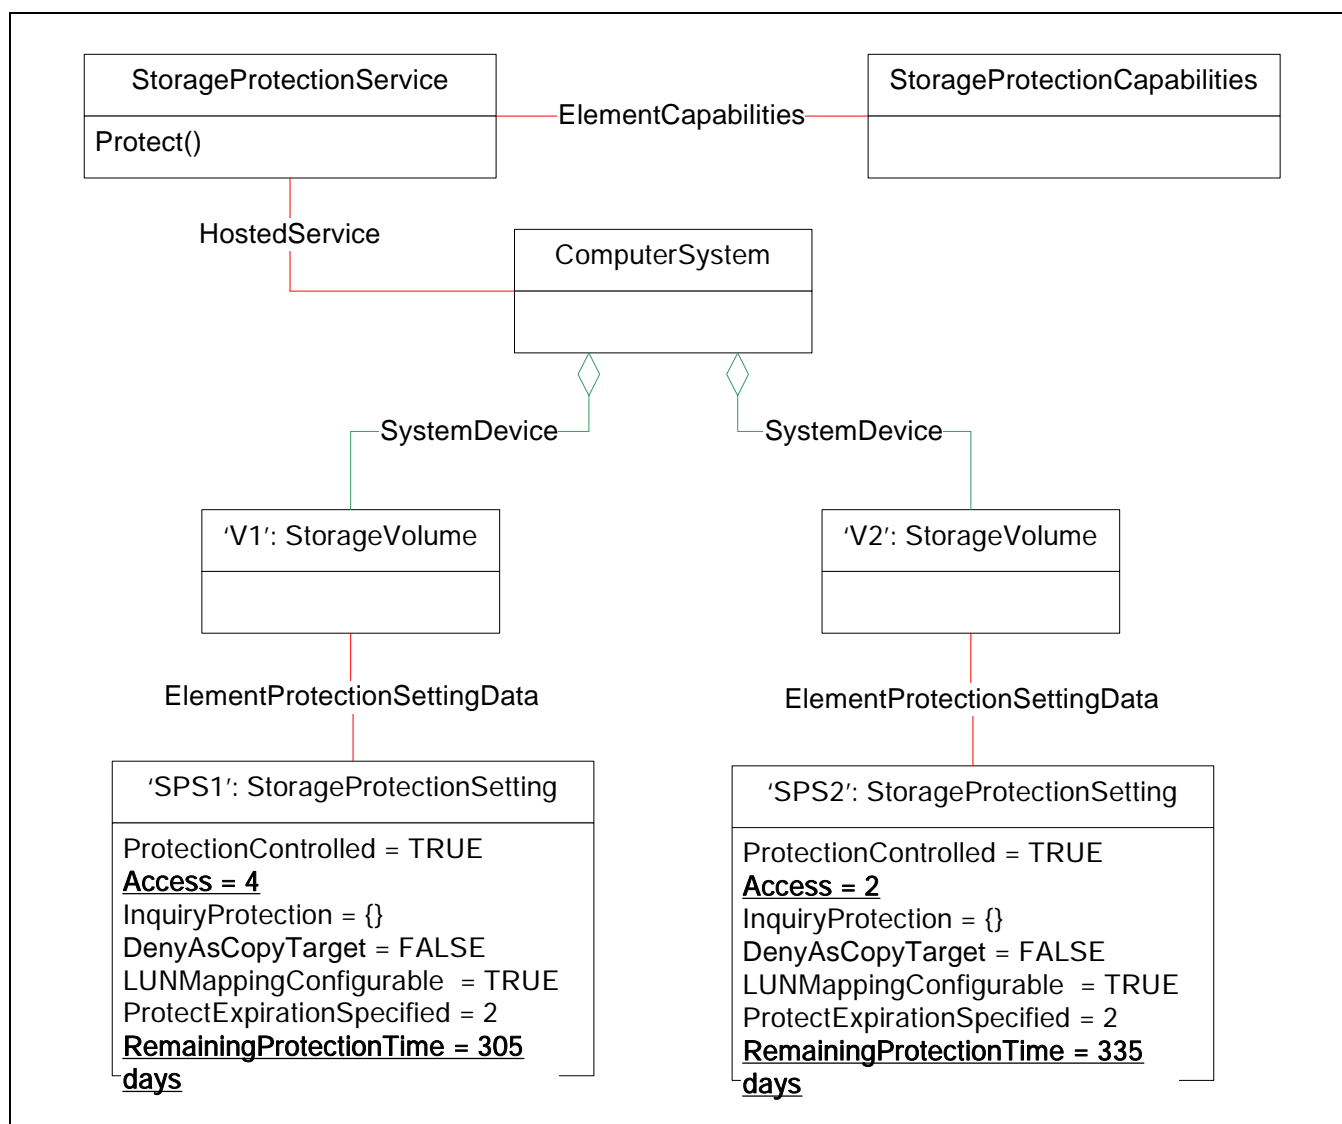 StorageProtectionService
StorageProtectionCapabilities
ElementCapabilities
Protect()
HostedService
ComputerSystem
SystemDevice
SystemDevice
‘V1’: StorageVolume
‘V2’: StorageVolume
ElementProtectionSettingData
ElementProtectionSettingData
‘SPS1’: StorageProtectionSetting
ProtectionControlled = TRUE
Access = 4
InquiryProtection = {}
DenyAsCopyTarget = FALSE
LUNMappingConfigurable = TRUE
ProtectExpirationSpecified = 2
RemainingProtectionTime = 305
days
‘SPS2’: StorageProtectionSetting
ProtectionControlled = TRUE
Access = 2
InquiryProtection = {}
DenyAsCopyTarget = FALSE
LUNMappingConfigurable = TRUE
ProtectExpirationSpecified = 2
RemainingProtectionTime = 335
days